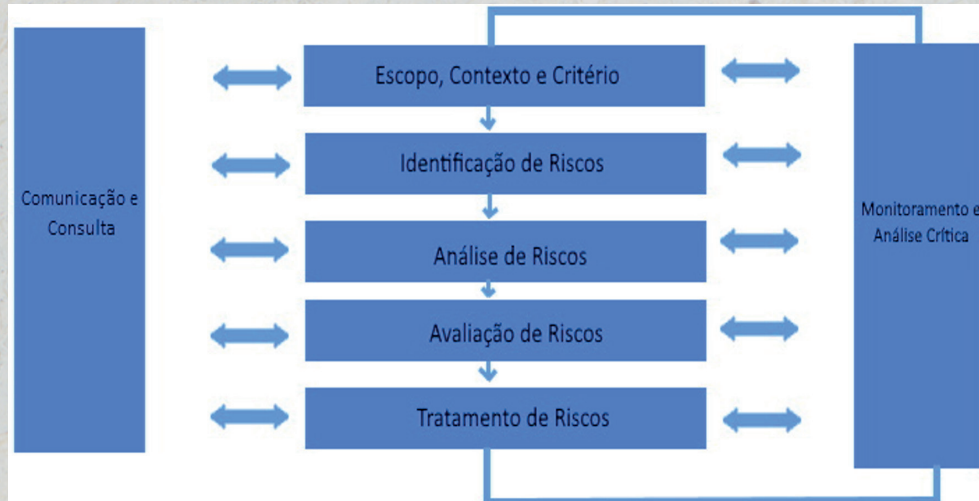 Escopo, Contexto e Critério
Identificação de Riscos
Comunicação e
Consulta
Monitoramento e
Análise Crítica
Análise de Riscos
Avaliação de Riscos
Tratamento de Riscos